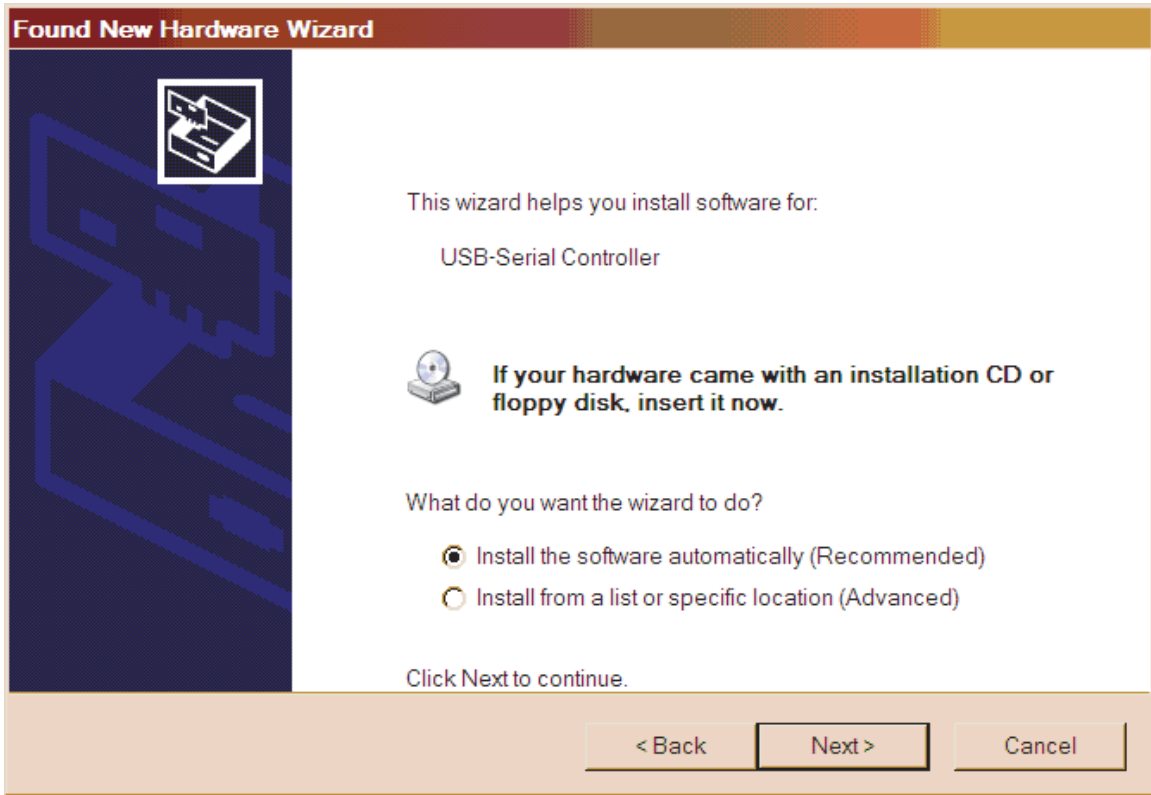 Found New Hardware Wizard
This wizard helps you install software for:
USB-Serial Controller
If your hardware came with an installation CD or
floppy disk, insert it now.
What do you want the wizard to do?
Install the software automatically (Recommended)
Install from a list or specific location (Advanced)
Click Next to continue.
< Back Next > Cancel